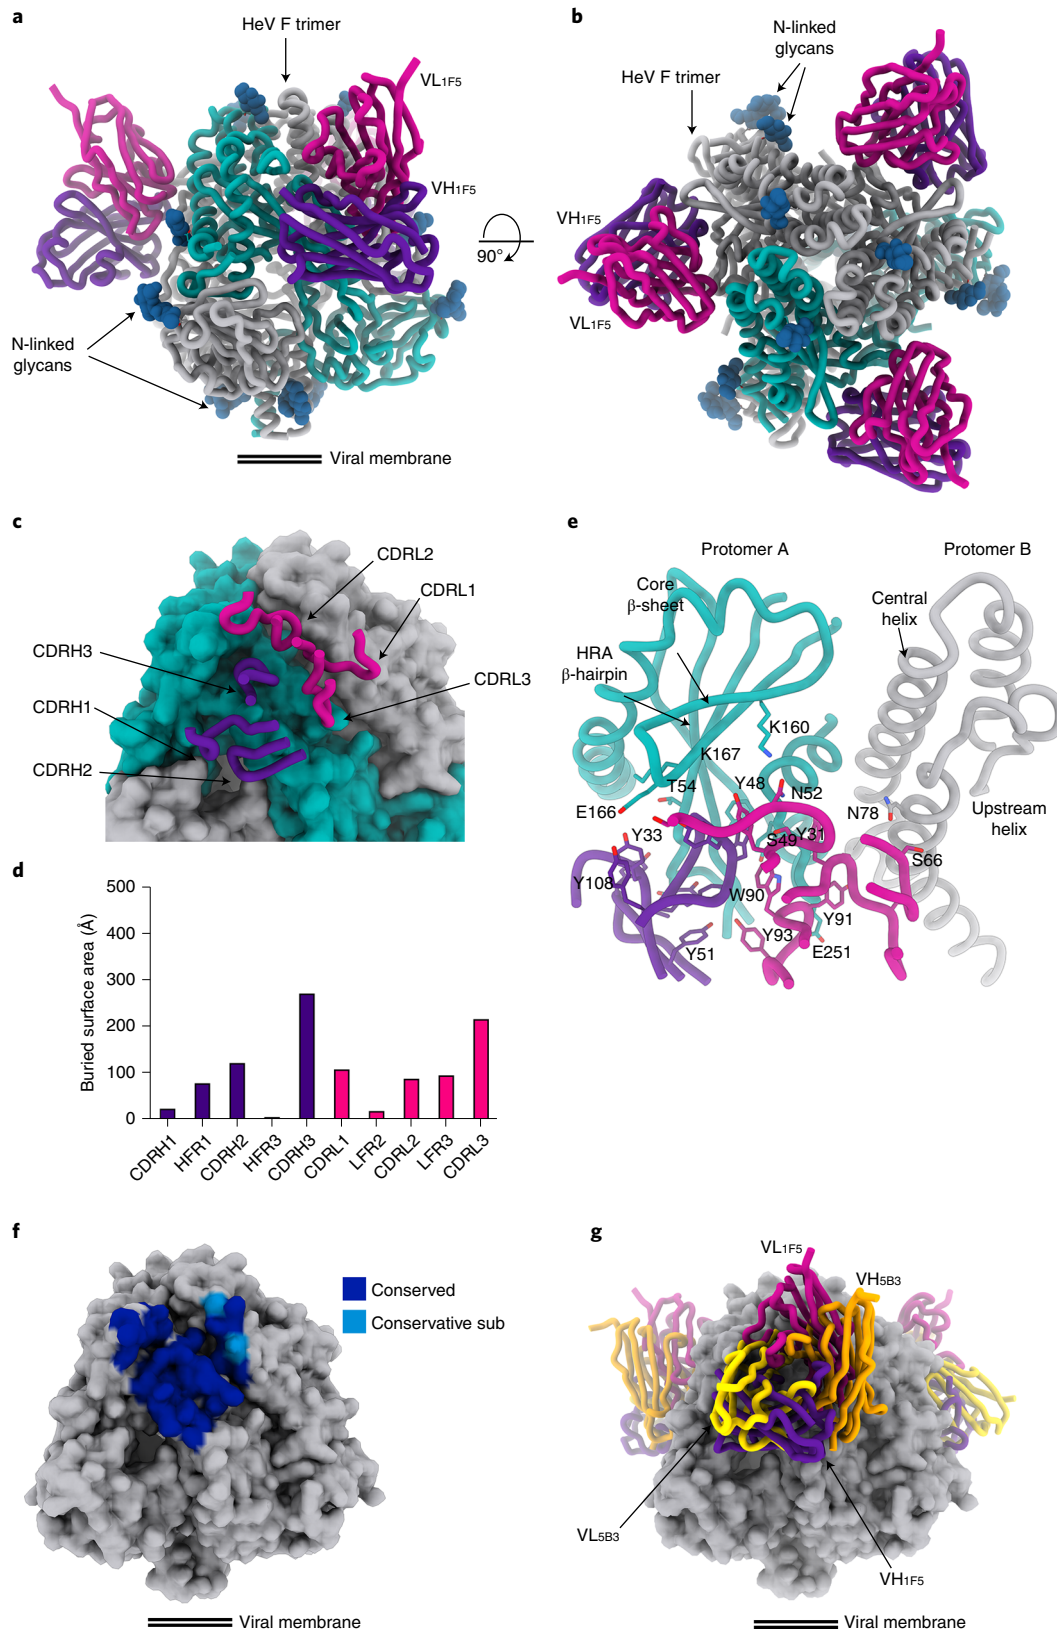 a
HeV F trimer
VL1F5
VH1F5
N-linked
glycans
90°
Viral membrane
b
N-linked
glycans
HeV F trimer
VH1F5
VL1F5
c
CDRL2
CDRL1
CDRH3
CDRL3
CDRH1
CDRH2
d
Buried surface area (Å)
500
400
300
200
100
0
CDRH1
HFR1
CDRH2
HFR3
CDRH3
CDRL1
LFR2
CDRL2
LFR3
CDRL3
e
Protomer A
Protomer B
Core
β-sheet
Central
helix
HRA
β-hairpin
K160
K167
T54
Y48
N52
E166
N78
Upstream
helix
Y33
S49
Y31
S66
Y108
W90
Y91
Y93
Y51
E251
f
Conserved
Conservative sub
Viral membrane
g
VL1F5
VH5B3
VL5B3
VH1F5
Viral membrane